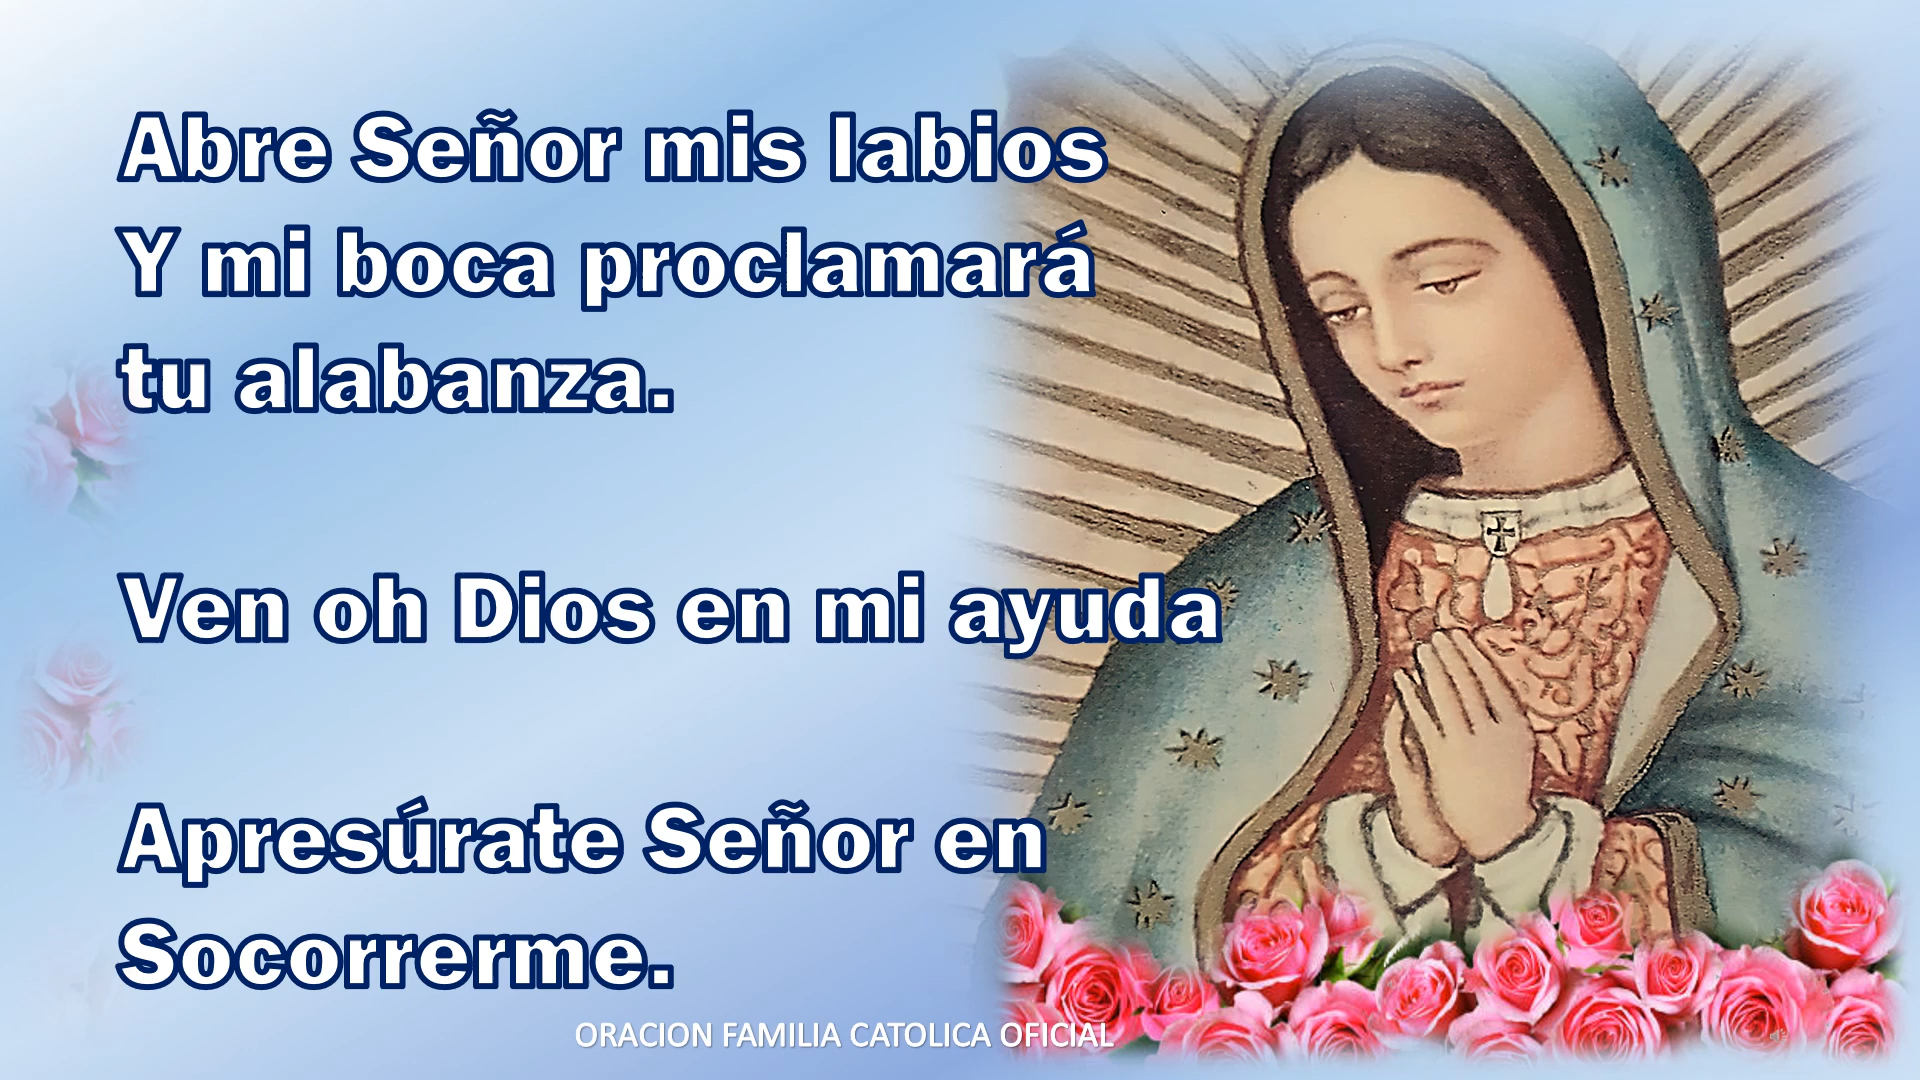 Abre Señor mis labios
Y mi boca proclamará
tu alabanza.
Ven oh Dios en mi ayuda
Apresúrate Señor en
Socorrerme.
ORACION FAMILIA CATOLICA OFICIAL